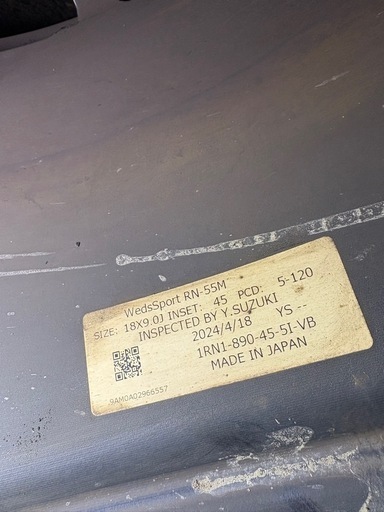 WedsSport RN-55M
SIZE: 18X9.0J INSET: 45 PCD: 5-120
INSPECTED BY Y.SUZUKI
2024/4/18 YS -
1RN1-890-45-5I-VB
MADE IN JAPAN
9AM0A02966557